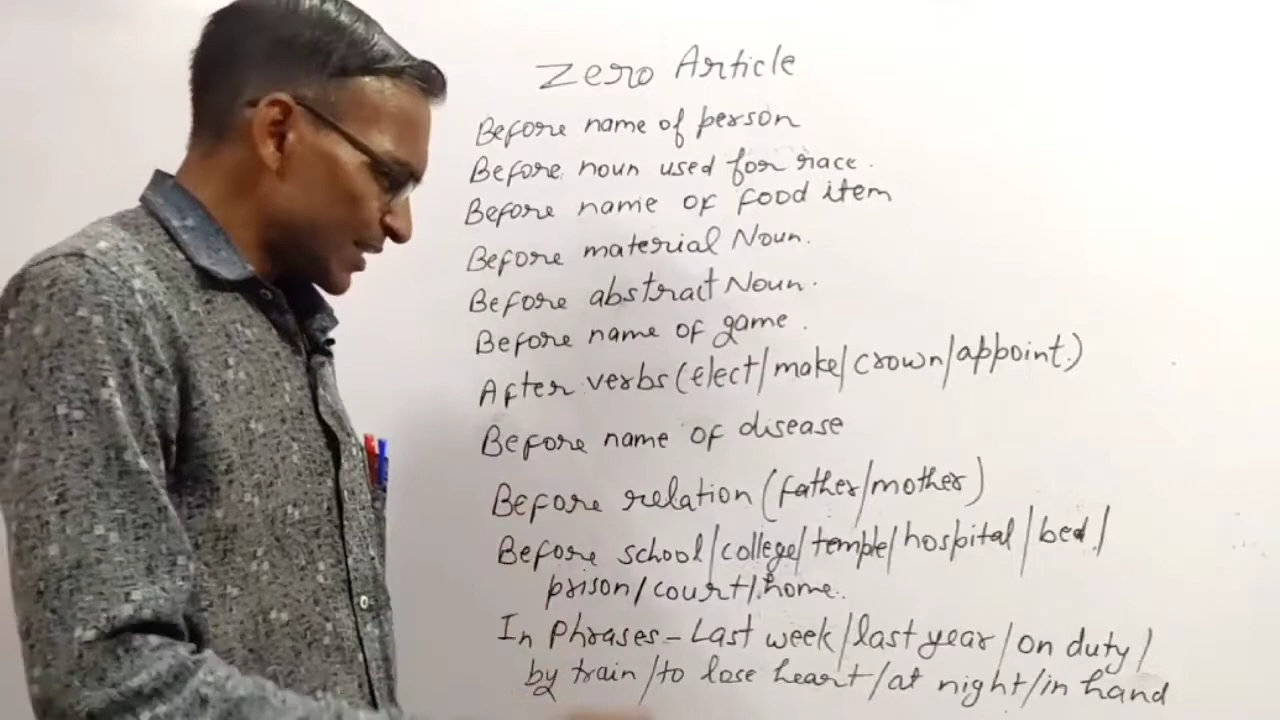 Zero Article
Before name of person
Before noun used for race.
Before name of food item
Before material Noun.
Before abstract Noun.
Before name of game.
After verbs (elect/make/crown/appoint.)
Before name of disease
Before relation (father/mother)
Before school/college/temple/hospital/bed./
prison/court/home..
In Phrases - Last week/last year/on duty/
by train/to lose heart/at night/in hand